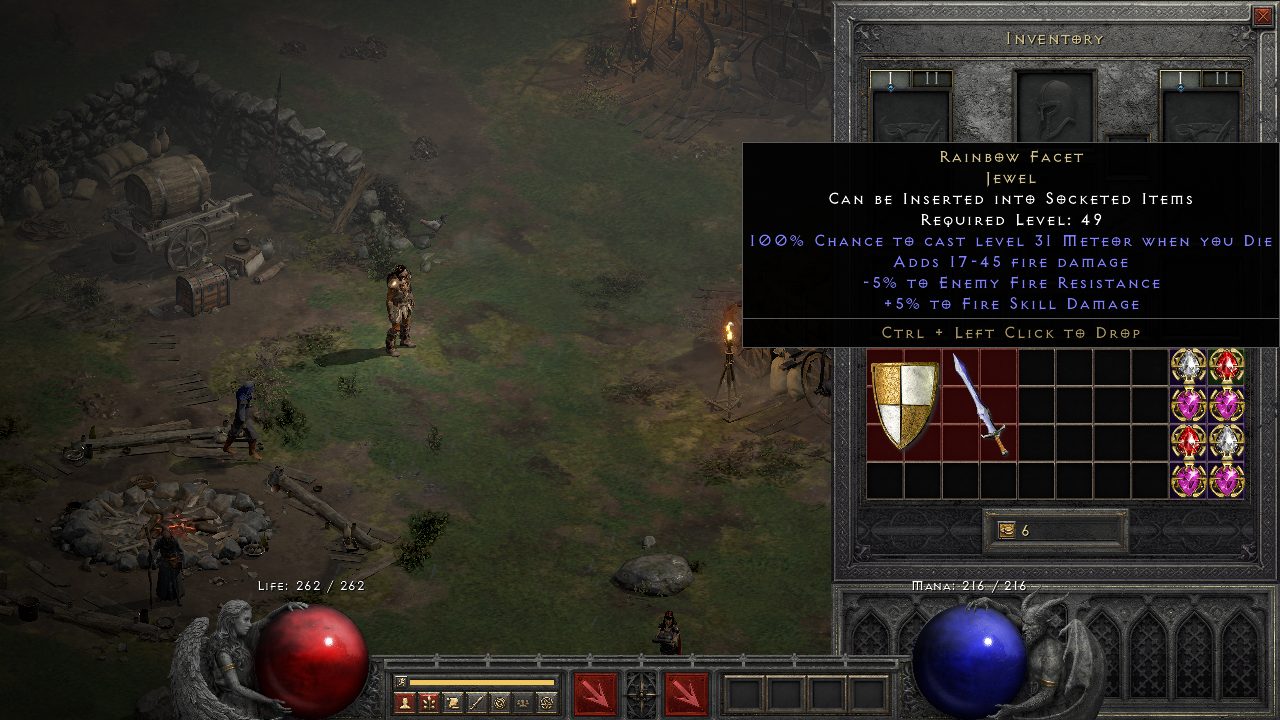 Inventory
I II
I II
Rainbow Facet
Jewel
Can be Inserted into Socketed Items
Required Level: 49
100% Chance to cast level 31 Meteor when you Die
Adds 17-45 fire damage
-5% to Enemy Fire Resistance
+5% to Fire Skill Damage
Ctrl + Left Click to Drop
6
Life: 262 / 262
Mana: 216 / 216